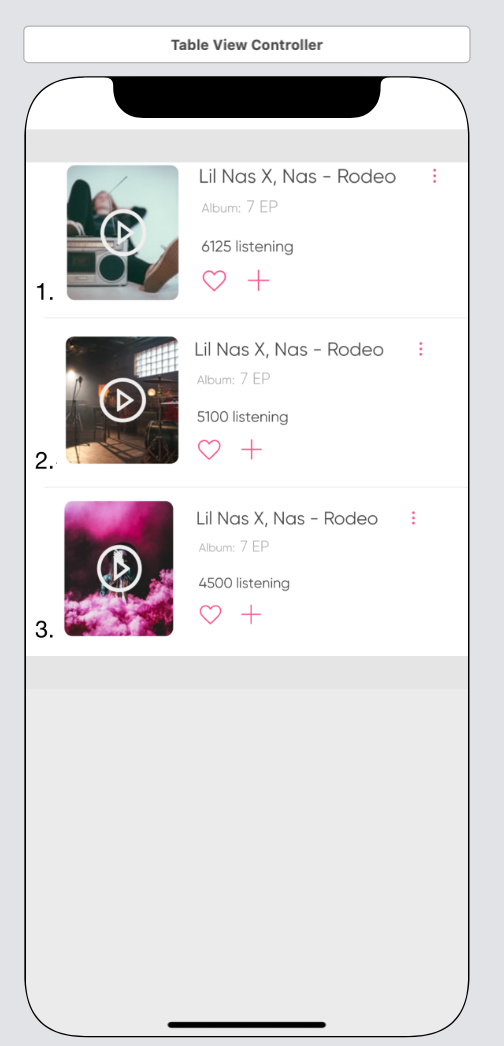 Table View Controller
Lil Nas X, Nas - Rodeo
Album: 7 EP
6125 listening
1.
Lil Nas X, Nas - Rodeo
Album: 7 EP
5100 listening
2.
Lil Nas X, Nas - Rodeo
Album: 7 EP
4500 listening
3.